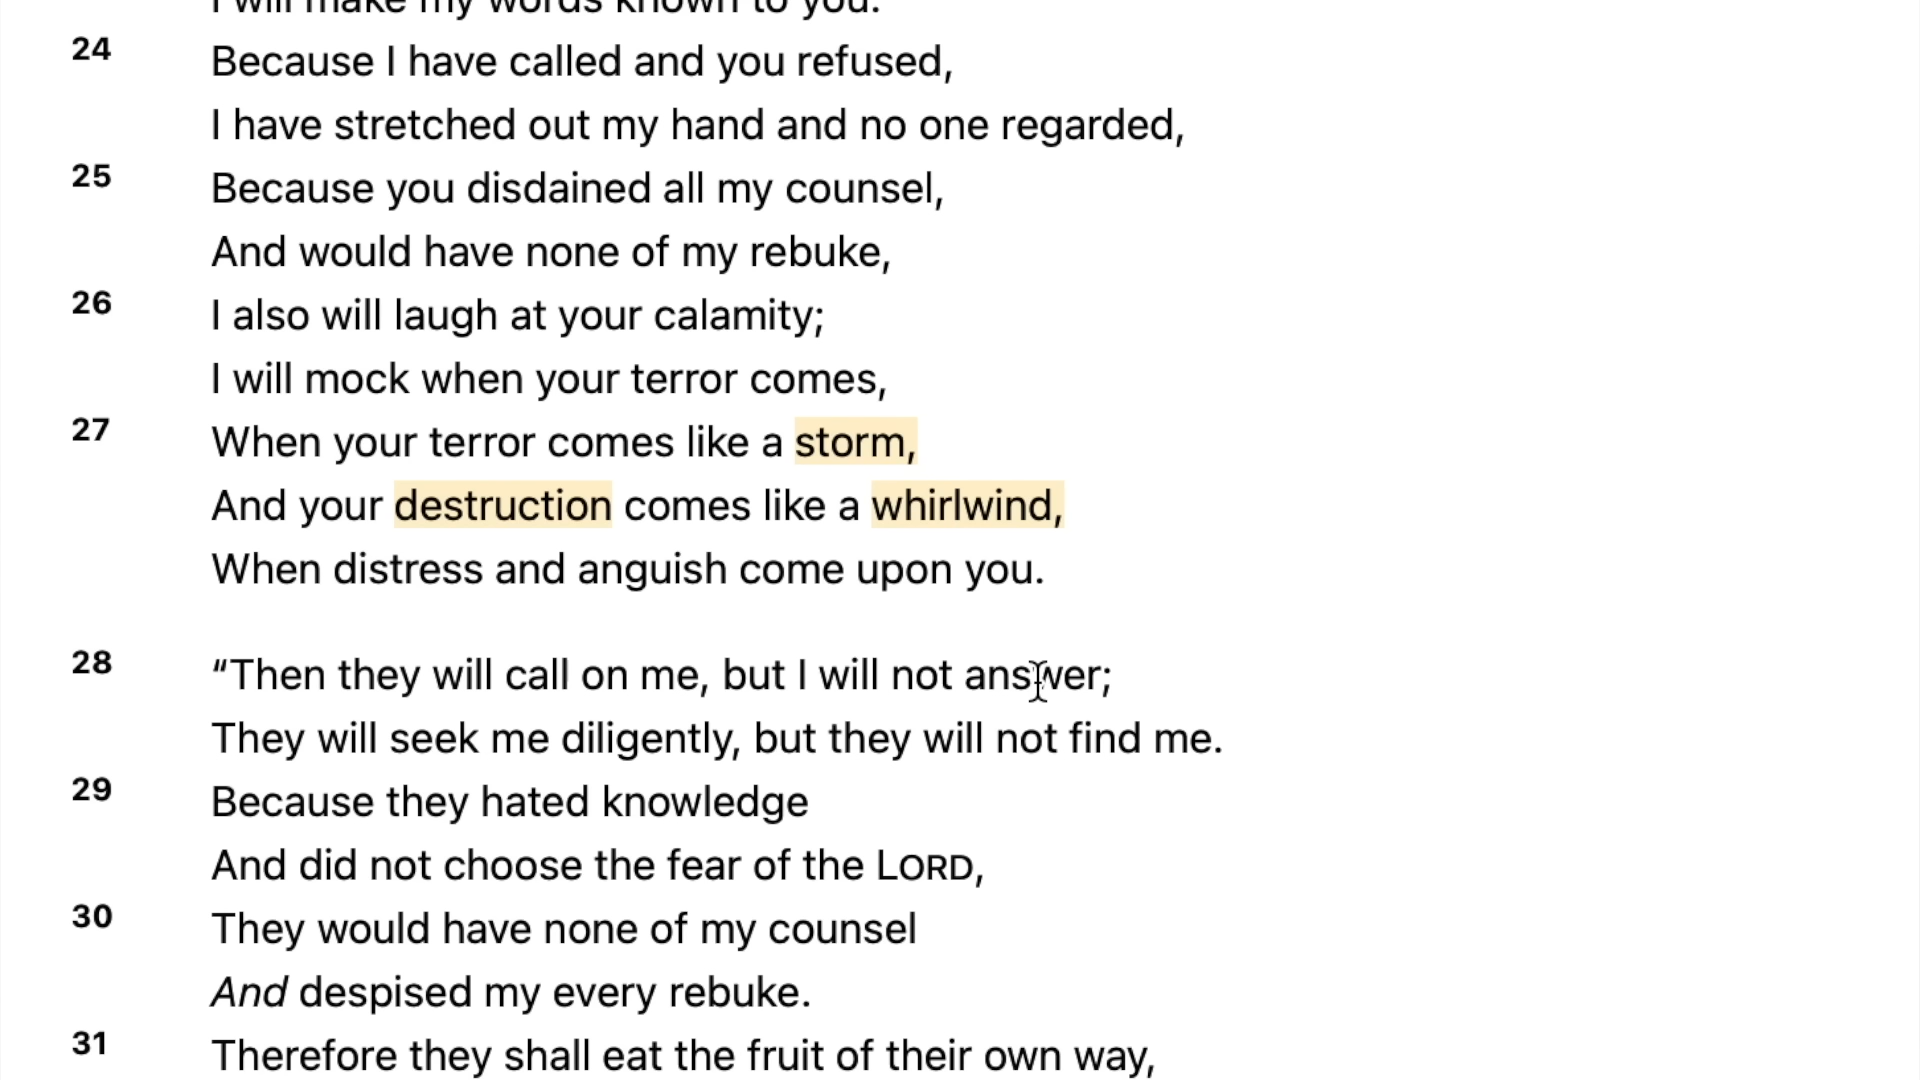 I will make my words known to you.
24 Because I have called and you refused,
I have stretched out my hand and no one regarded,
25 Because you disdained all my counsel,
And would have none of my rebuke,
26 I also will laugh at your calamity;
I will mock when your terror comes,
27 When your terror comes like a storm,
And your destruction comes like a whirlwind,
When distress and anguish come upon you.
28 “Then they will call on me, but I will not answer;
They will seek me diligently, but they will not find me.
29 Because they hated knowledge
And did not choose the fear of the LORD,
30 They would have none of my counsel
And despised my every rebuke.
31 Therefore they shall eat the fruit of their own way,